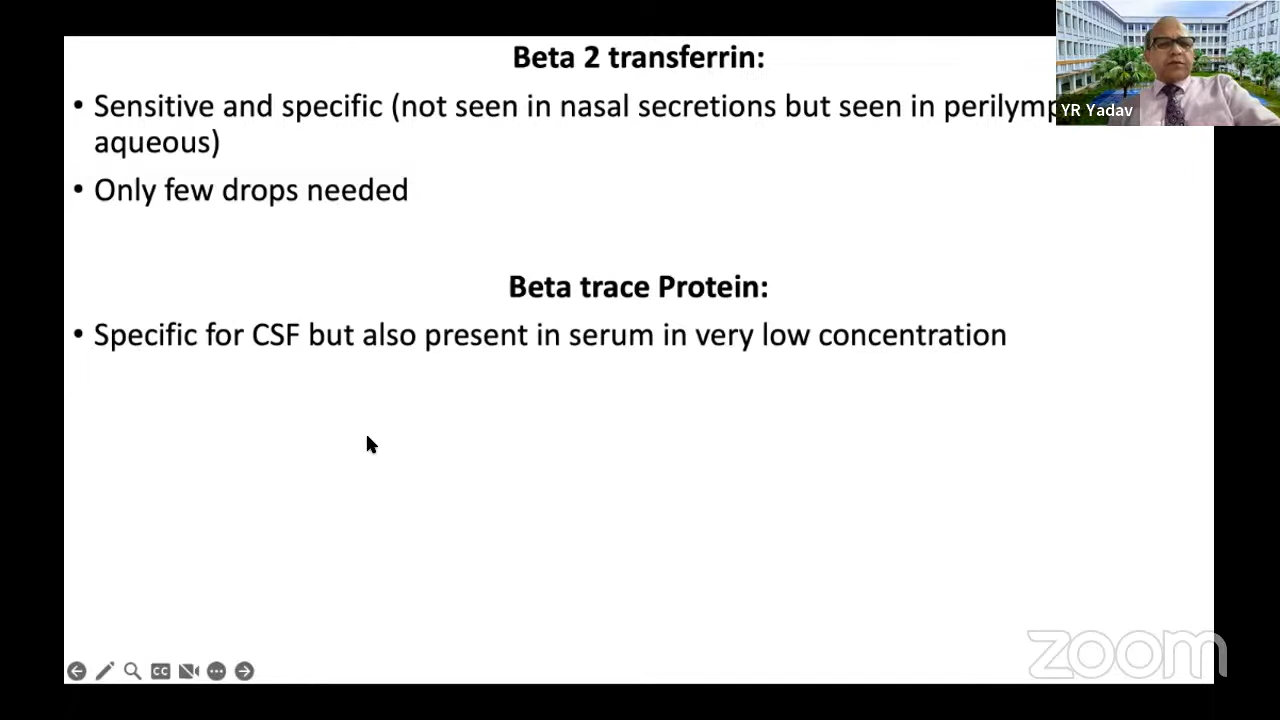 Beta 2 transferrin:
• Sensitive and specific (not seen in nasal secretions but seen in
aqueous)
• Only few drops needed
Beta trace Protein:
• Specific for CSF but also present in serum in very low concentration
YR Yadav
CC
zoom